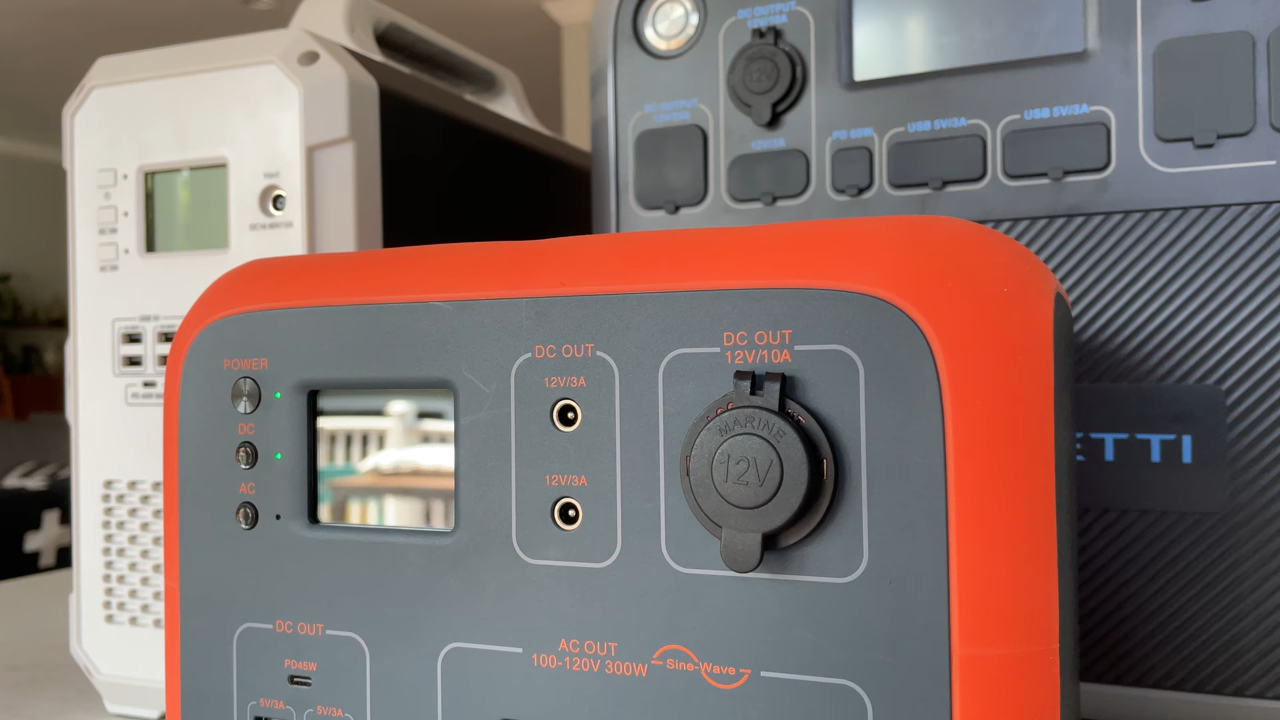 DC OUTPUT
12V/10A
12V
DC OUTPUT
12V/3A
PD 60W
USB 5V/3A
USB 5V/3A
ETTI
POWER
DC
AC
DC OUT
12V/3A
12V/3A
DC OUT
12V/10A
MARINE
12V
DC OUT
PD45W
5V/3A
5V/3A
AC OUT
100-120V 300W
Sine-Wave